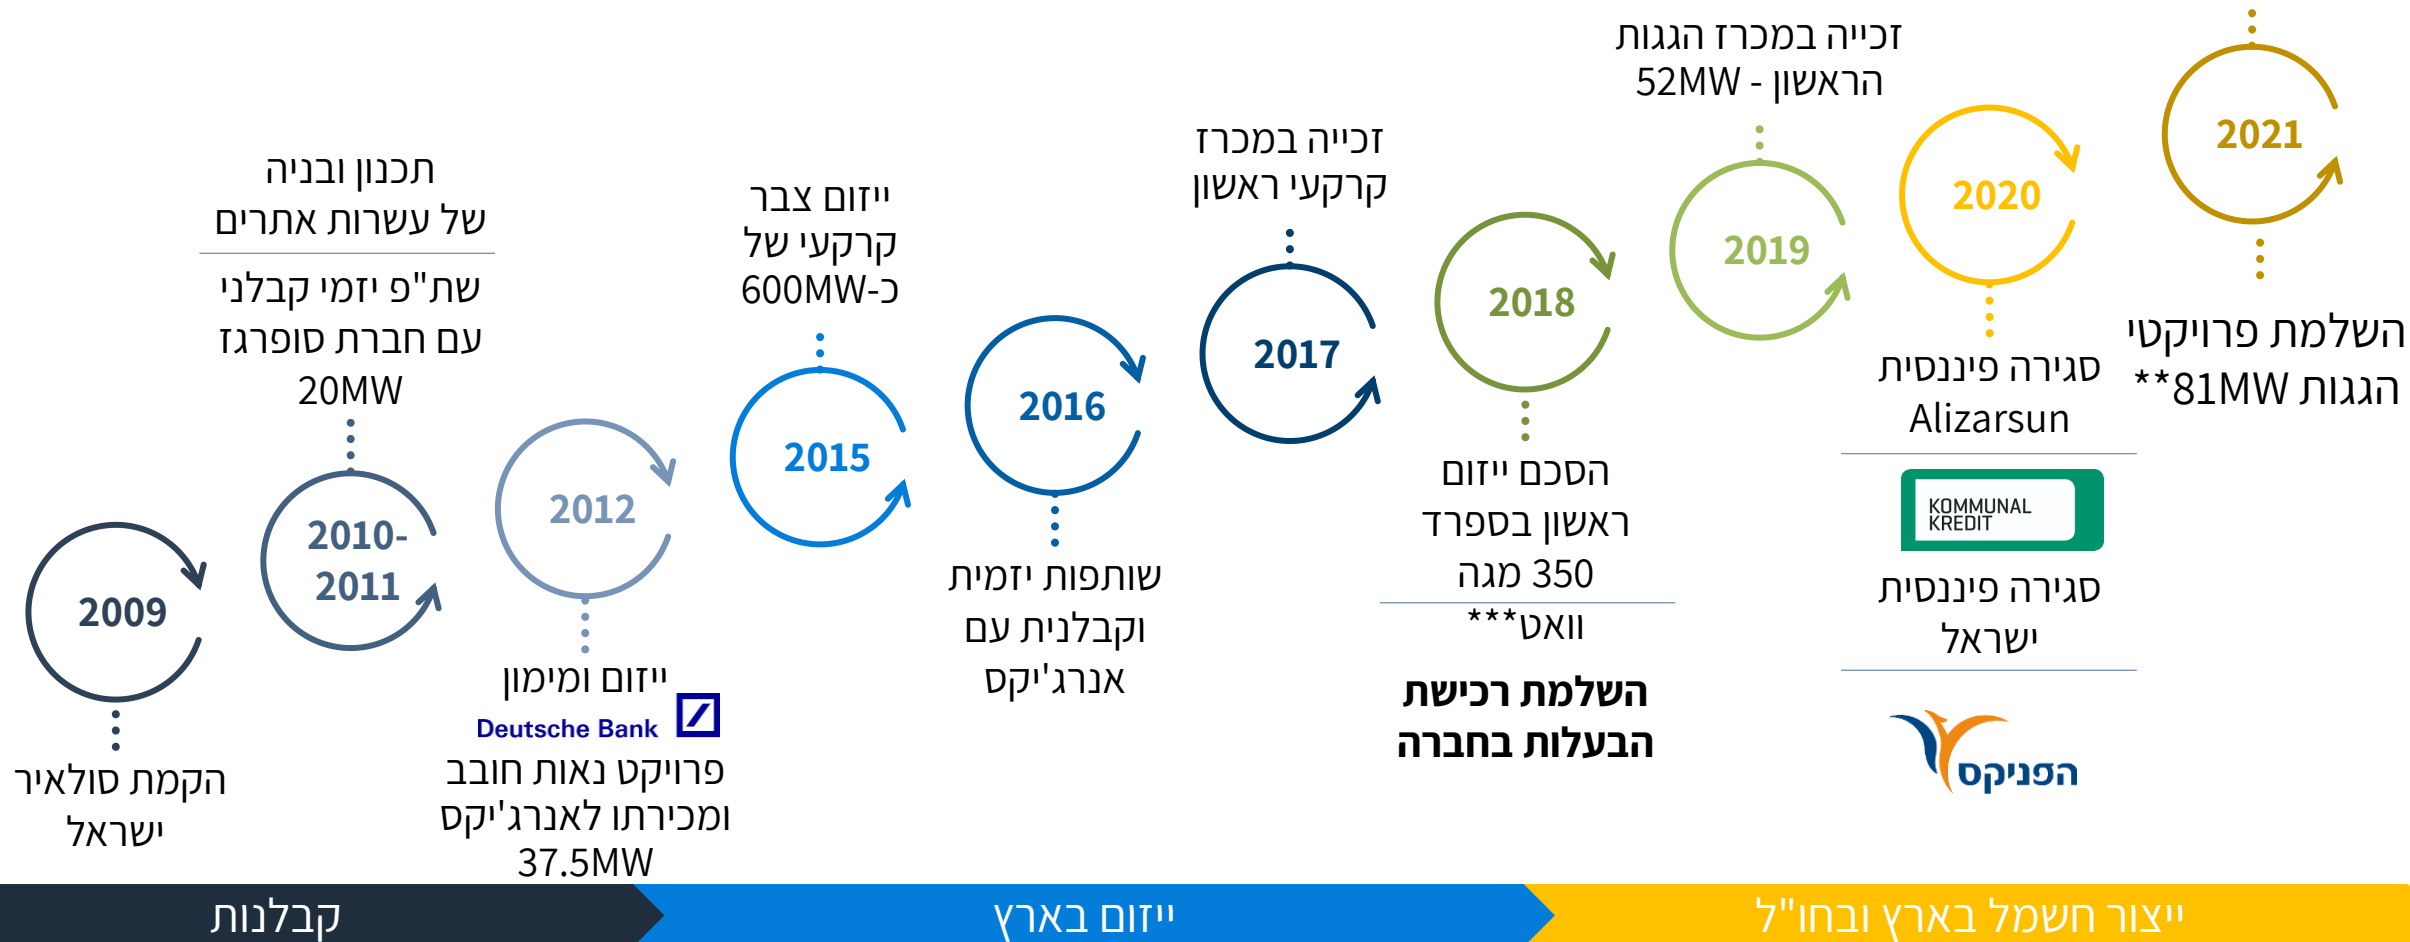 2009
הקמת סולאיר
ישראל
תכנון ובניה
של עשרות אתרים
שת"פ יזמי קבלני
עם חברת סופרגז
20MW
2010-
2011
2012
ייזום ומימון
Deutsche Bank
פרויקט נאות חובב
ומכירתו לאנרג'יקס
37.5MW
ייזום צבר
קרקעי של
כ-600MW
2015
2016
שותפות יזמית
וקבלנית עם
אנרג'יקס
זכייה במכרז
קרקעי ראשון
2017
2018
הסכם ייזום
ראשון בספרד
350 מגה
וואט***
השלמת רכישת
הבעלות בחברה
זכייה במכרז הגגות
הראשון - 52MW
2019
2020
סגירה פיננסית
Alizarsun
KOMMUNAL
KREDIT
סגירה פיננסית
ישראל
הפניקס
2021
השלמת פרויקטי
הגגות 81MW**
קבלנות
ייזום בארץ
ייצור חשמל בארץ ובחו"ל